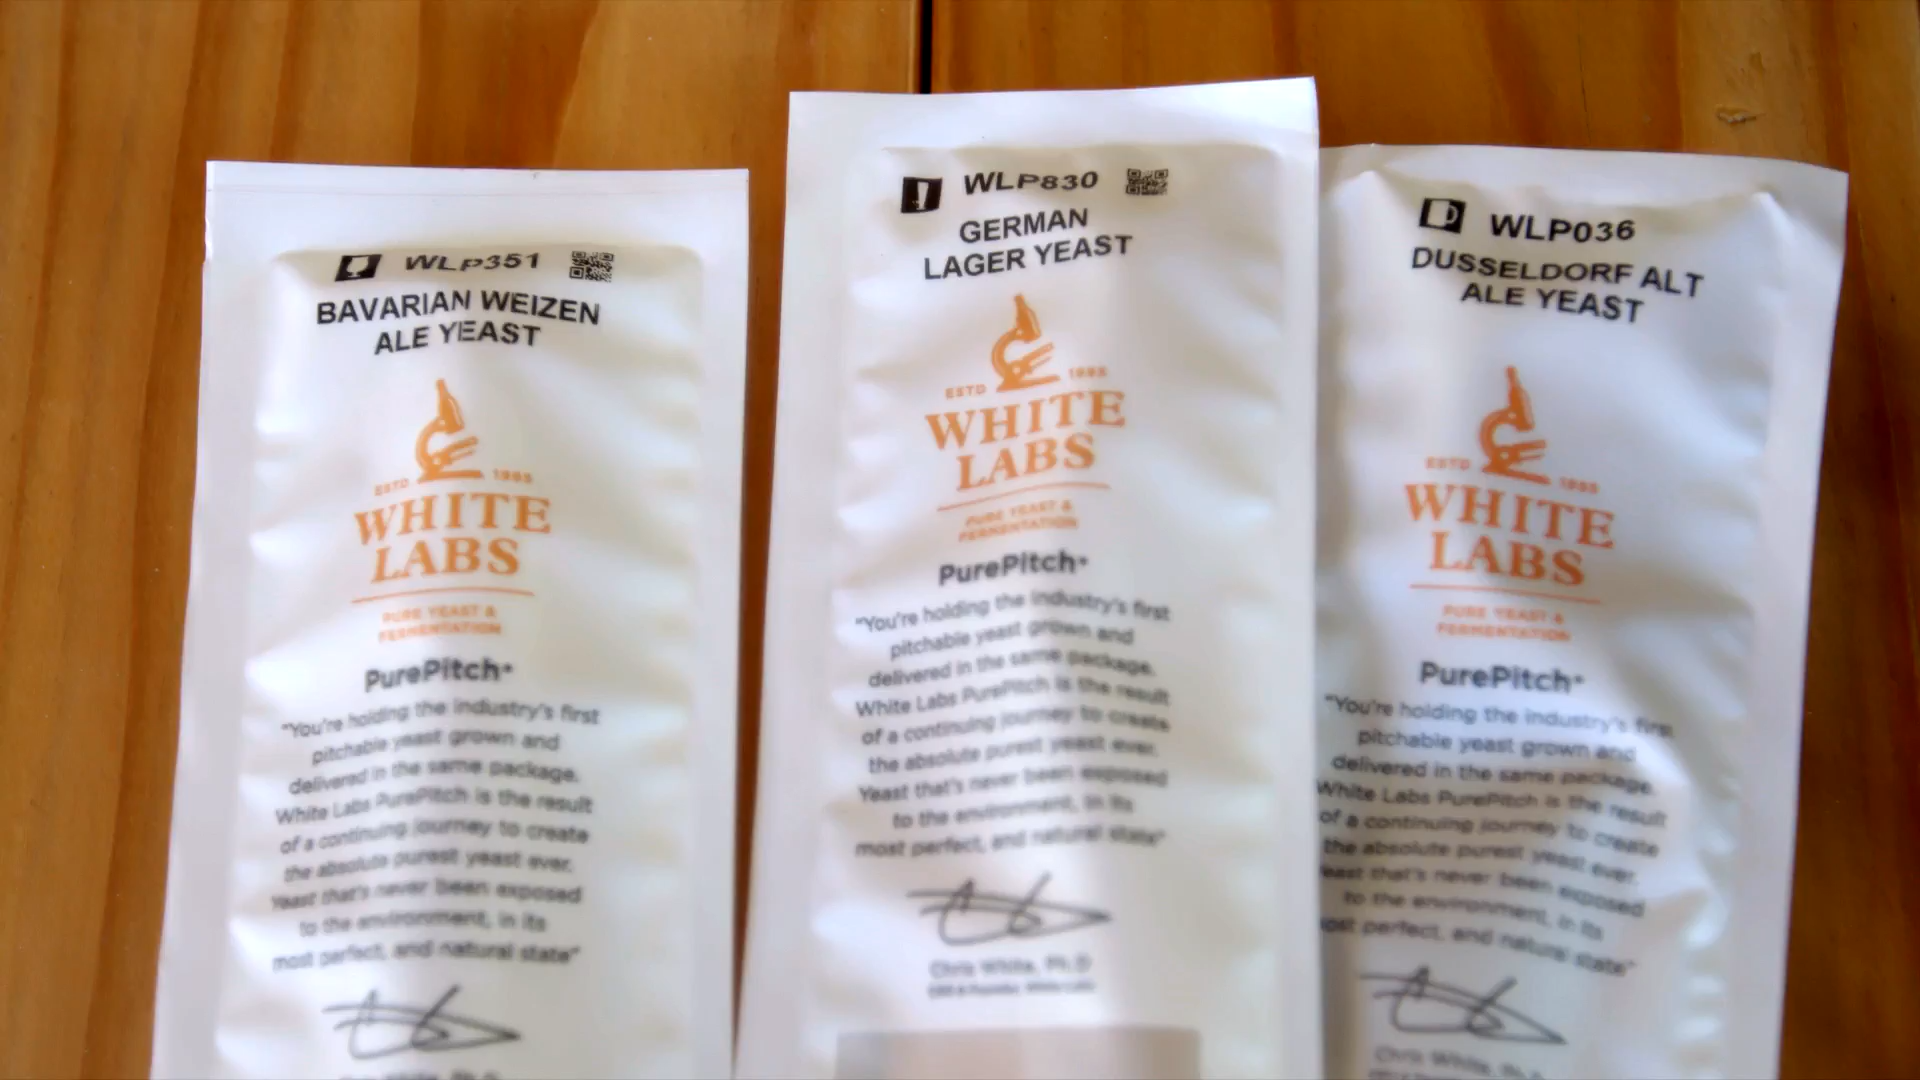 WLP351
BAVARIAN WEIZEN
ALE YEAST
ESTD 1995
WHITE
LABS
PURE YEAST &
FERMENTATION
PurePitch
"You're holding the industry's first
pitchable yeast grown and
delivered in the same package.
White Labs PurePitch is the result
of a continuing journey to create
the absolute purest yeast ever.
Yeast that's never been exposed
to the environment, in its
most perfect, and natural state"
WLP830
GERMAN
LAGER YEAST
ESTD 1995
WHITE
LABS
PURE YEAST &
FERMENTATION
PurePitch
"You're holding the industry's first
pitchable yeast grown and
delivered in the same package.
White Labs PurePitch is the result
of a continuing journey to create
the absolute purest yeast ever.
Yeast that's never been exposed
to the environment, in its
most perfect, and natural state"
Chris White, Ph.D
CEO & Founder, White Labs
WLP036
DUSSELDORF ALT
ALE YEAST
ESTD 1995
WHITE
LABS
PURE YEAST &
FERMENTATION
PurePitch
"You're holding the industry's first
pitchable yeast grown and
delivered in the same package.
White Labs PurePitch is the result
of a continuing journey to create
the absolute purest yeast ever.
that's never been exposed
to the environment, in its
perfect, and natural state"
Chris White, Ph.D